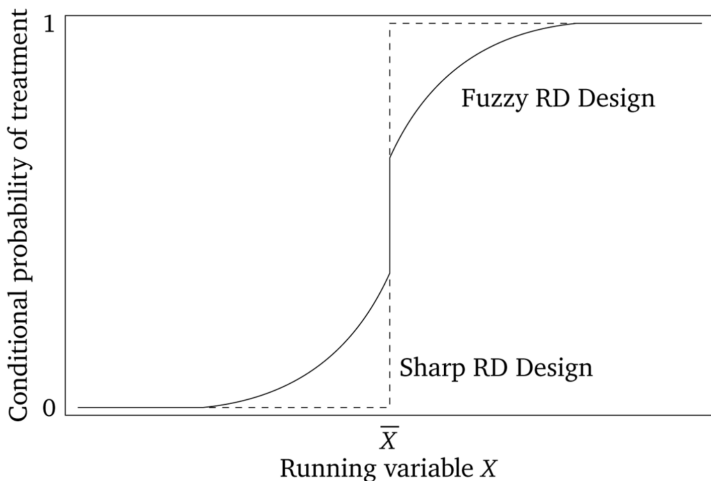 Conditional probability of treatment
1
Fuzzy RD Design
Sharp RD Design
0
X̅
Running variable X